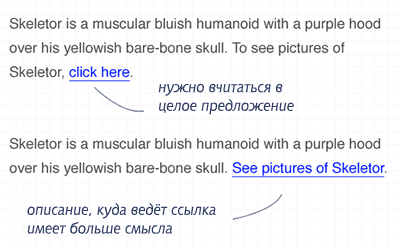 Skeletor is a muscular bluish humanoid with a purple hood
over his yellowish bare-bone skull. To see pictures of
Skeletor, click here.
нужно вчитаться в
целое предложение
Skeletor is a muscular bluish humanoid with a purple hood
over his yellowish bare-bone skull. See pictures of Skeletor.
описание, куда ведёт ссылка
имеет больше смысла